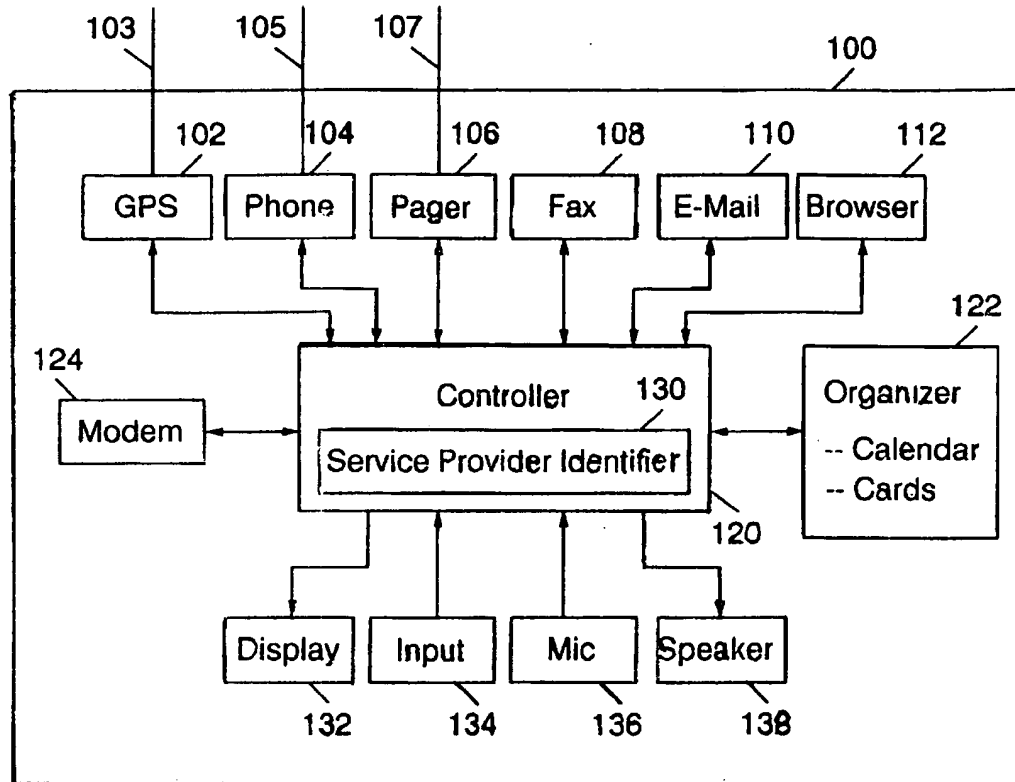 103 105 107
100
102 104 106 108 110 112
GPS Phone Pager Fax E-Mail Browser
122
124
Controller
130
Organizer
Modem
Service Provider Identifier
-- Calendar
-- Cards
120
Display Input Mic Speaker
132 134 136 138